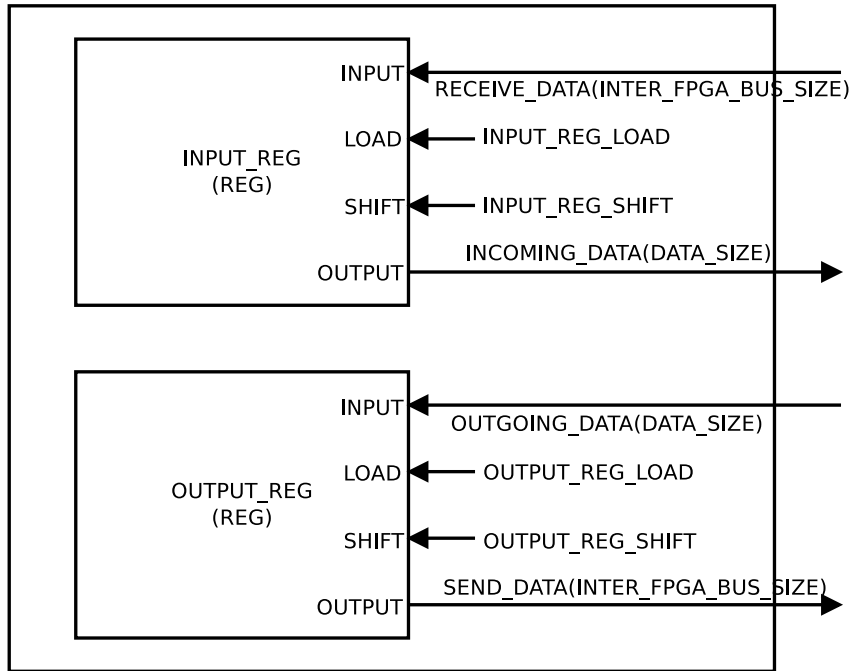 INPUT
RECEIVE_DATA(INTER_FPGA_BUS_SIZE)
LOAD
INPUT_REG_LOAD
INPUT_REG
(REG)
SHIFT
INPUT_REG_SHIFT
INCOMING_DATA(DATA_SIZE)
OUTPUT
INPUT
OUTGOING_DATA(DATA_SIZE)
LOAD
OUTPUT_REG_LOAD
OUTPUT_REG
(REG)
SHIFT
OUTPUT_REG_SHIFT
SEND_DATA(INTER_FPGA_BUS_SIZE)
OUTPUT